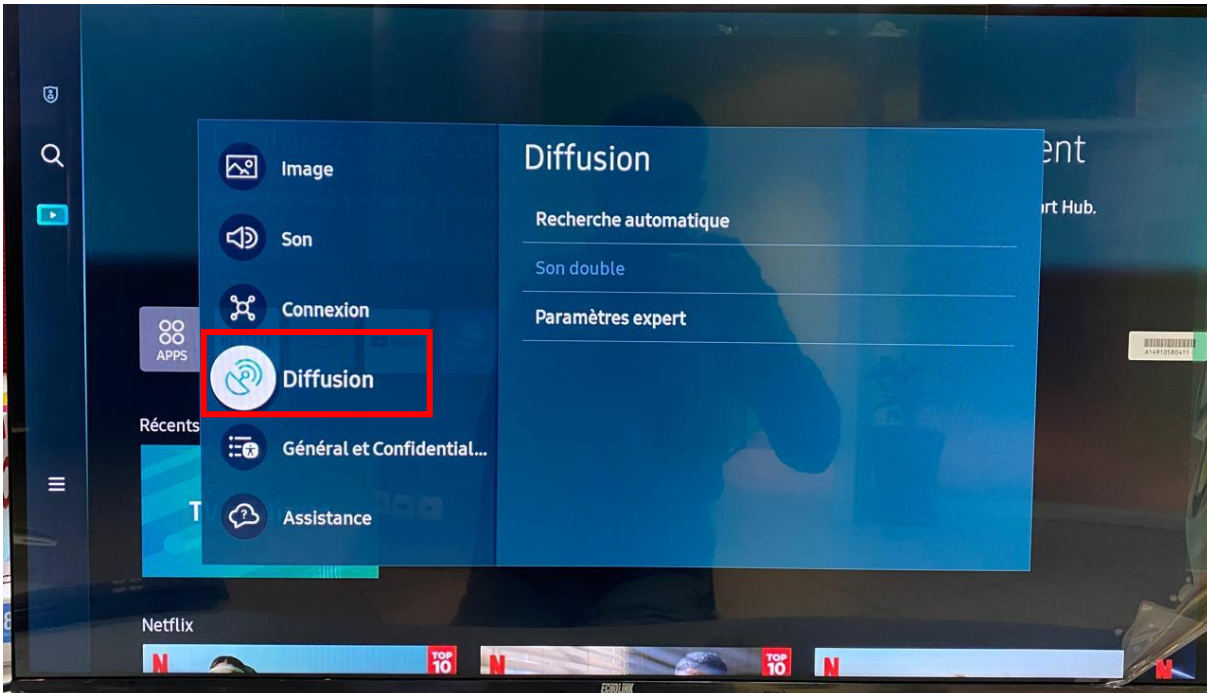 Image
Son
Connexion
Diffusion
Général et Confidential...
Assistance
Diffusion
Recherche automatique
Son double
Paramètres expert
ent
rt Hub.
APPS
Récents
T
Netflix
N
TOP
10
N
TOP
10
N
N
ECHOLINK